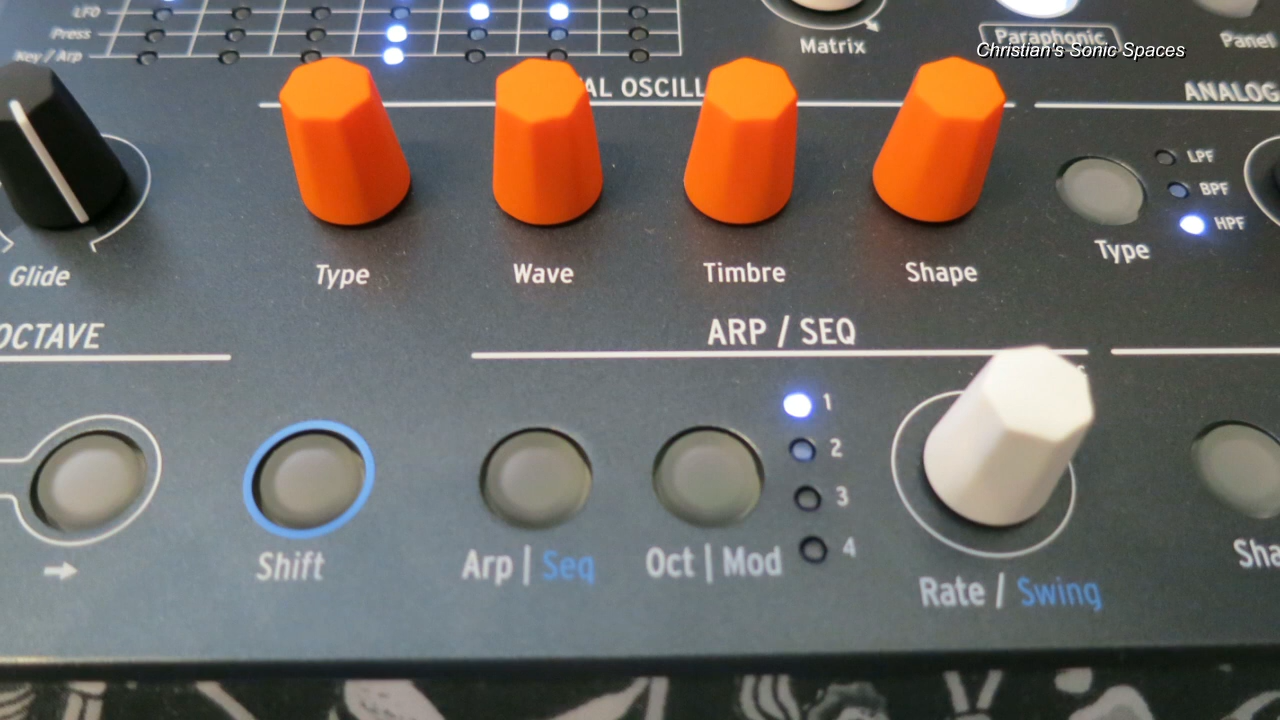 LFO
Press
Key / Arp
Matrix
Paraphonic
Panel
Christian's Sonic Spaces
AL OSCILL
ANALOG
LPF
BPF
HPF
Glide
Type
Wave
Timbre
Shape
Type
OCTAVE
ARP / SEQ
1
2
3
4
Shift
Arp | Seq
Oct | Mod
Rate / Swing
Sha